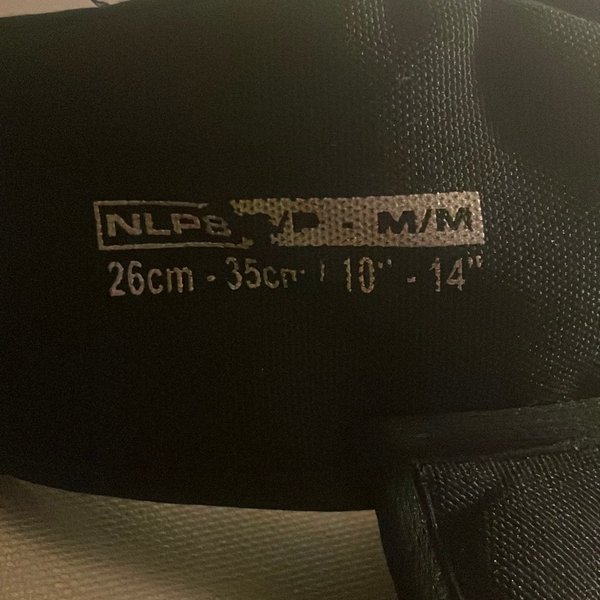 NLP8 /P - M/M
26cm - 35cm / 10" - 14"